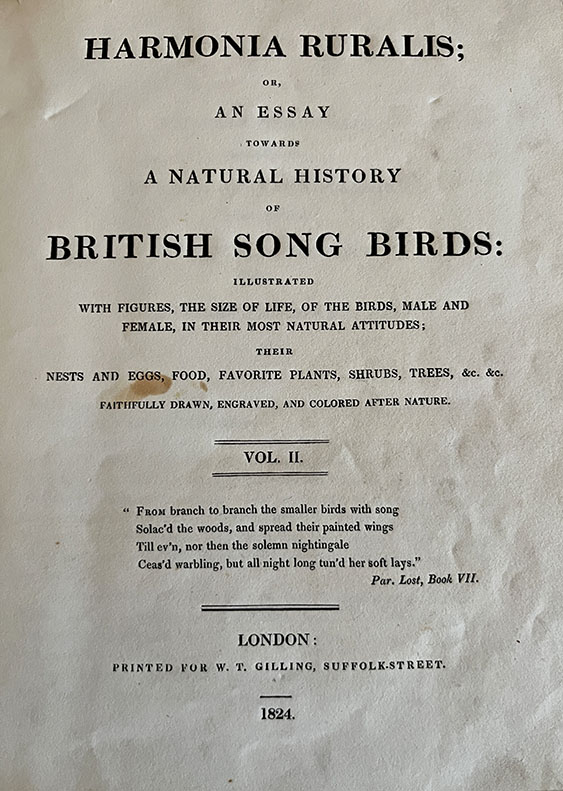 HARMONIA RURALIS;
OR,
AN ESSAY
TOWARDS
A NATURAL HISTORY
OF
BRITISH SONG BIRDS:
ILLUSTRATED
WITH FIGURES, THE SIZE OF LIFE, OF THE BIRDS, MALE AND
FEMALE, IN THEIR MOST NATURAL ATTITUDES;
THEIR
NESTS AND EGGS, FOOD, FAVORITE PLANTS, SHRUBS, TREES, &c. &c.
FAITHFULLY DRAWN, ENGRAVED, AND COLORED AFTER NATURE.
VOL. II.
“ FROM branch to branch the smaller birds with song
Solac'd the woods, and spread their painted wings
Till ev'n, nor then the solemn nightingale
Ceas'd warbling, but all night long tun'd her soft lays.”
Par. Lost, Book VII.
LONDON:
PRINTED FOR W. T. GILLING, SUFFOLK-STREET.
1824.